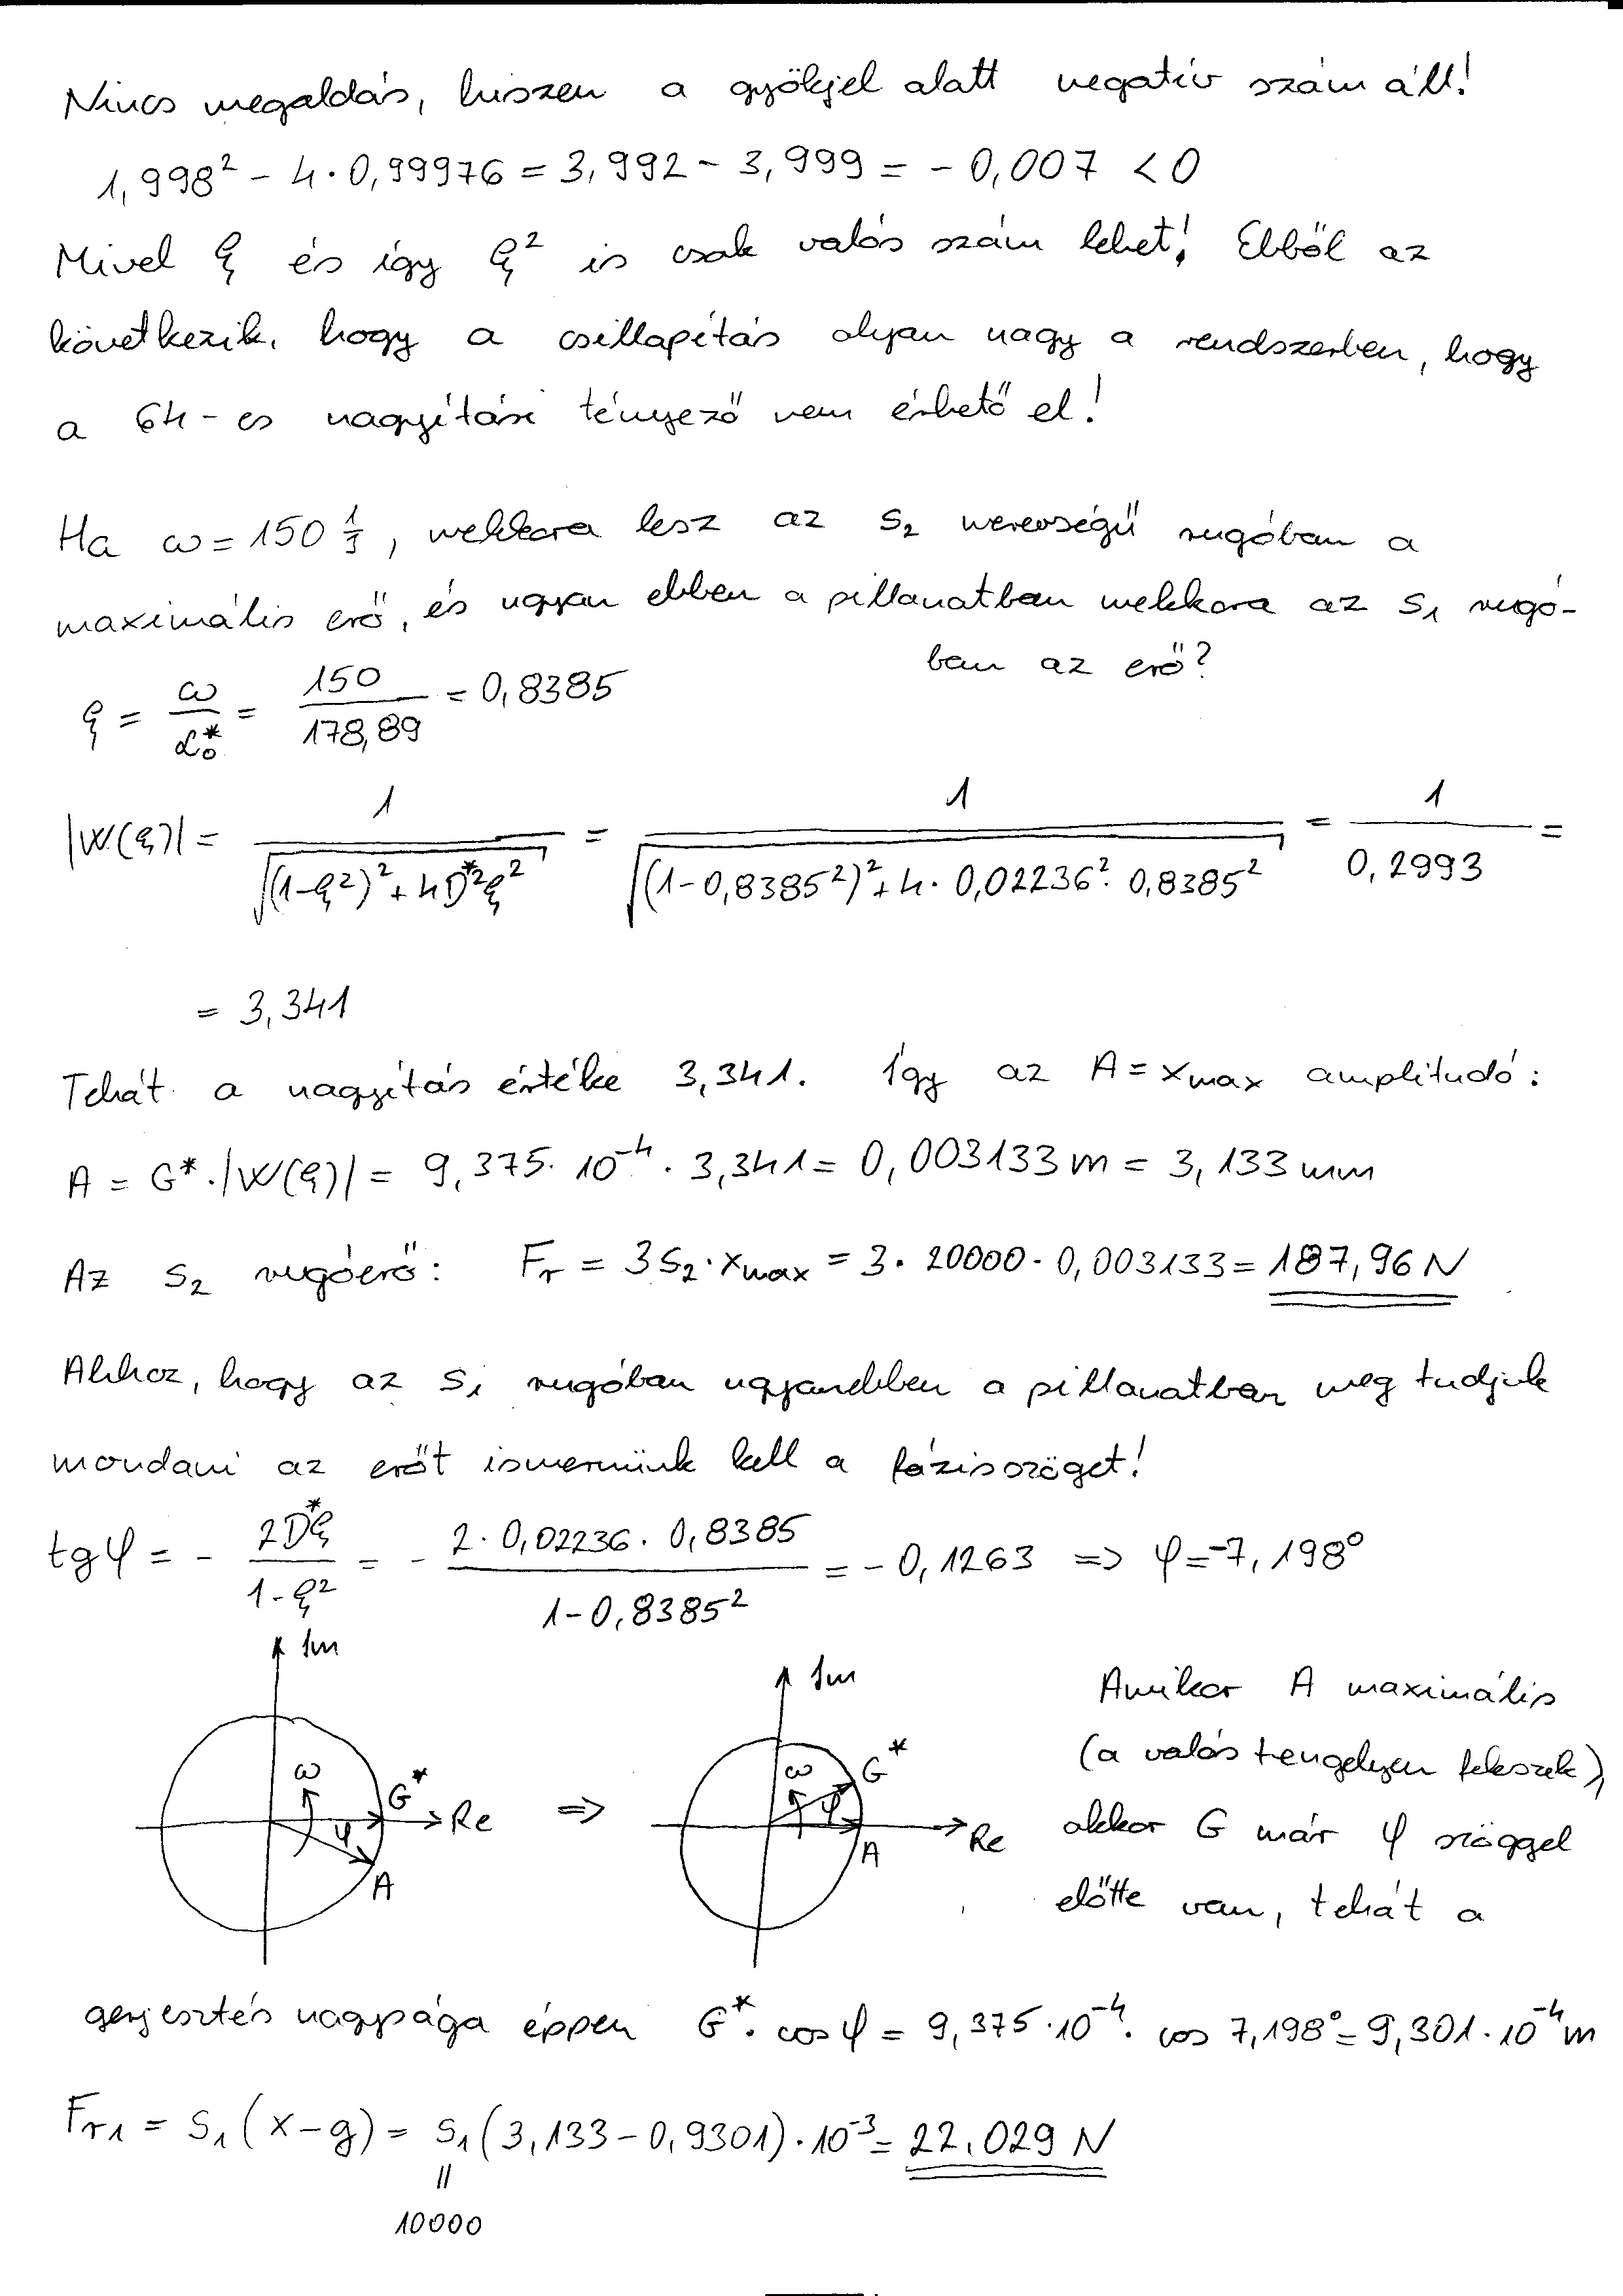 Nincs megoldás, hiszen a gyökjel alatt negatív szám áll!
1,998² - 4·0,99976 = 3,992 - 3,999 = -0,007 < 0
Mivel ξ és így ξ² is csak valós szám lehet! Ebből az
következik, hogy a csillapítás olyan nagy a rendszerben, hogy
a 64-es nagyítási tényező nem érhető el!
Ha ω = 150 1/s, mekkora lesz az s₂ merevségű rugóban a
maximális erő, és ugyan ebben a pillanatban mekkora az s₁ rugó-
ban az erő?
ξ = ω/α₀* = 150/178,89 = 0,8385
|W(ξ)| = 1/√((1-ξ²)² + 4D*²ξ²) = 1/√((1-0,8385²)² + 4·0,02236²·0,8385²) = 1/0,2993 =
= 3,341
Tehát a nagyítás értéke 3,341. Így az A = x_max amplitudó:
A = G*·|W(ξ)| = 9,375·10⁻⁴·3,341 = 0,003133 m = 3,133 mm
Az s₂ rugóerő: F_r = 3s₂·x_max = 3·20000·0,003133 = 187,96 N
Ahhoz, hogy az s₁ rugóban ugyanebben a pillanatban meg tudjuk
mondani az erőt ismernünk kell a fázisszöget!
tgφ = - 2D*ξ/(1-ξ²) = - 2·0,02236·0,8385/(1-0,8385²) = -0,1263 => φ = -7,198°
Im
ω
G*
φ
Re
A
=>
Im
ω
G*
φ
A
Re
Amikor A maximális
(a valós tengelyen fekszik),
akkor G már φ szöggel
előtte van, tehát a
gerjesztés nagysága éppen G*·cosφ = 9,375·10⁻⁴·cos 7,198° = 9,301·10⁻⁴ m
F_r1 = s₁(x-g) = s₁(3,133-0,9301)·10⁻³ = 22,029 N
||
10000